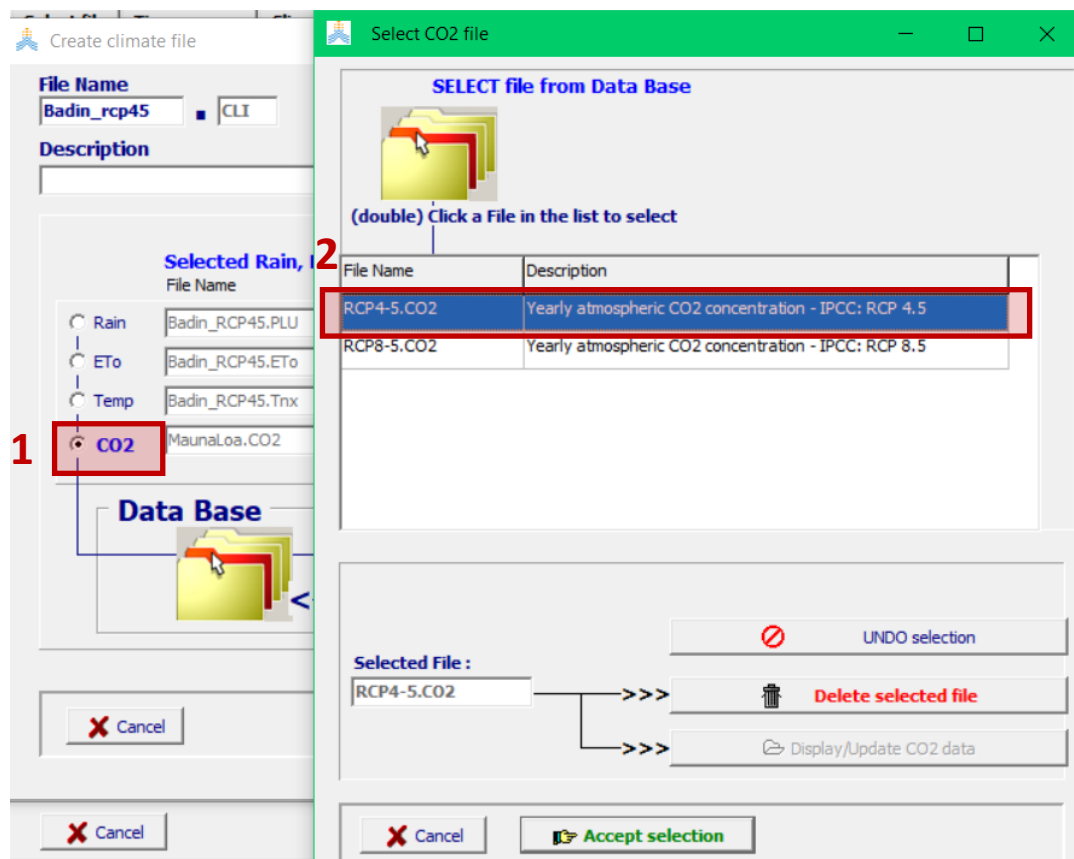 Create climate file
File Name
Badin_rcp45 . CLI
Description
Selected Rain,
File Name
Rain Badin_RCP45.PLU
ETo Badin_RCP45.ETo
Temp Badin_RCP45.Tnx
1
CO2 MaunaLoa.CO2
Data Base
<
Cancel
Cancel
Select CO2 file
SELECT file from Data Base
(double) Click a File in the list to select
2
File Name Description
RCP4-5.CO2 Yearly atmospheric CO2 concentration - IPCC: RCP 4.5
RCP8-5.CO2 Yearly atmospheric CO2 concentration - IPCC: RCP 8.5
UNDO selection
Selected File :
RCP4-5.CO2 >>> Delete selected file
>>> Display/Update CO2 data
Cancel Accept selection